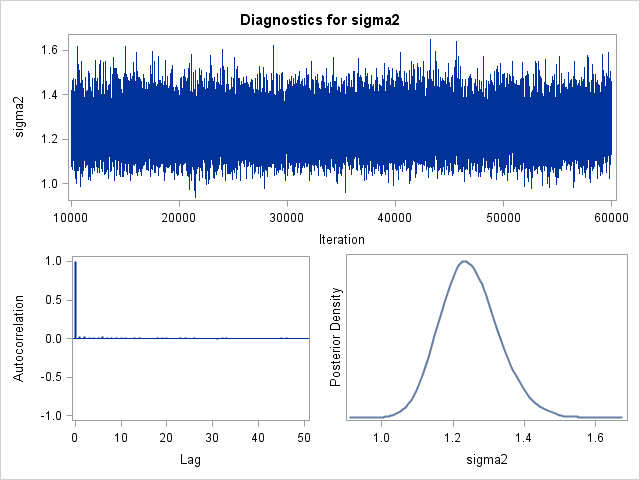 Diagnostics for sigma2
sigma2
1.6
1.4
1.2
1.0
10000 20000 30000 40000 50000 60000
Iteration
Autocorrelation
1.0
0.5
0.0
-0.5
-1.0
0 10 20 30 40 50
Lag
Posterior Density
1.0 1.2 1.4 1.6
sigma2